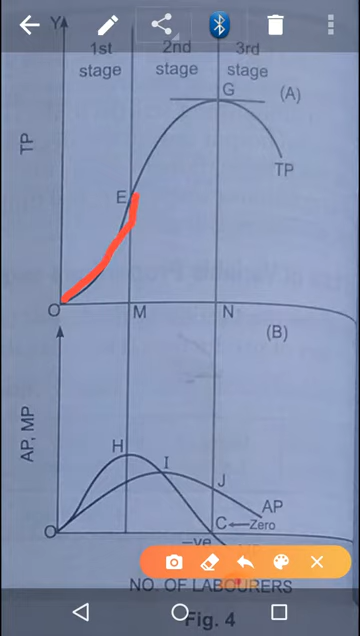 Y
1st stage
2nd stage
3rd stage
G
(A)
TP
TP
E
O
M
N
(B)
AP, MP
H
I
J
AP
C ← Zero
O
−ve
NO. OF LABOURERS
Fig. 4